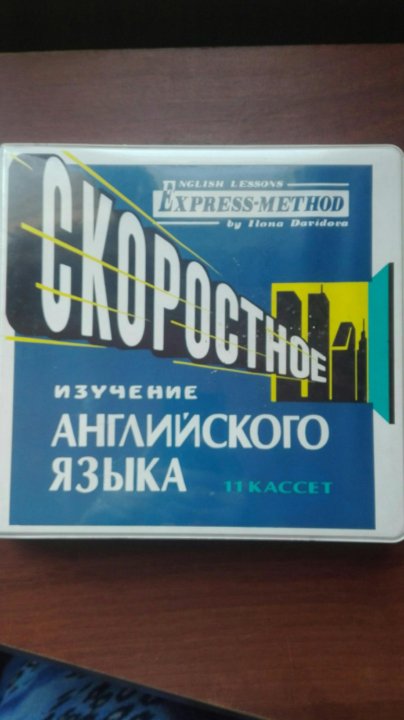 ENGLISH LESSONS
EXPRESS-METHOD
by Ilona Davidova
СКОРОСТНОЕ
ИЗУЧЕНИЕ
АНГЛИЙСКОГО
ЯЗЫКА
11 КАССЕТ